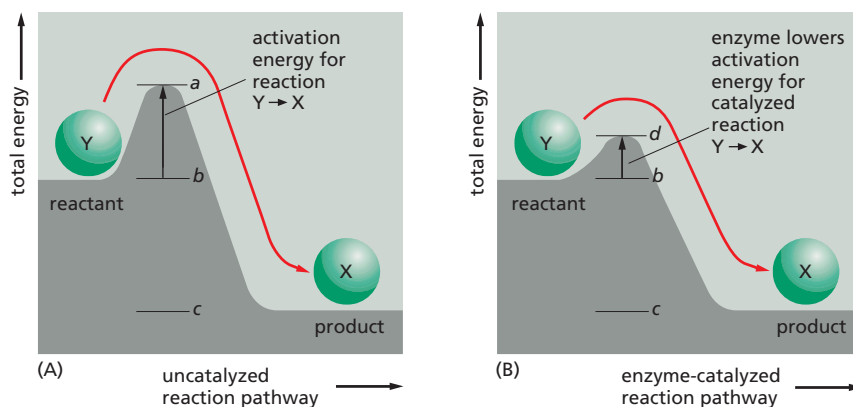 total energy
activation
energy for
reaction
Y → X
a
Y
b
reactant
X
c
product
(A)
uncatalyzed
reaction pathway
total energy
enzyme lowers
activation
energy for
catalyzed
reaction
Y → X
d
Y
b
reactant
X
c
product
(B)
enzyme-catalyzed
reaction pathway